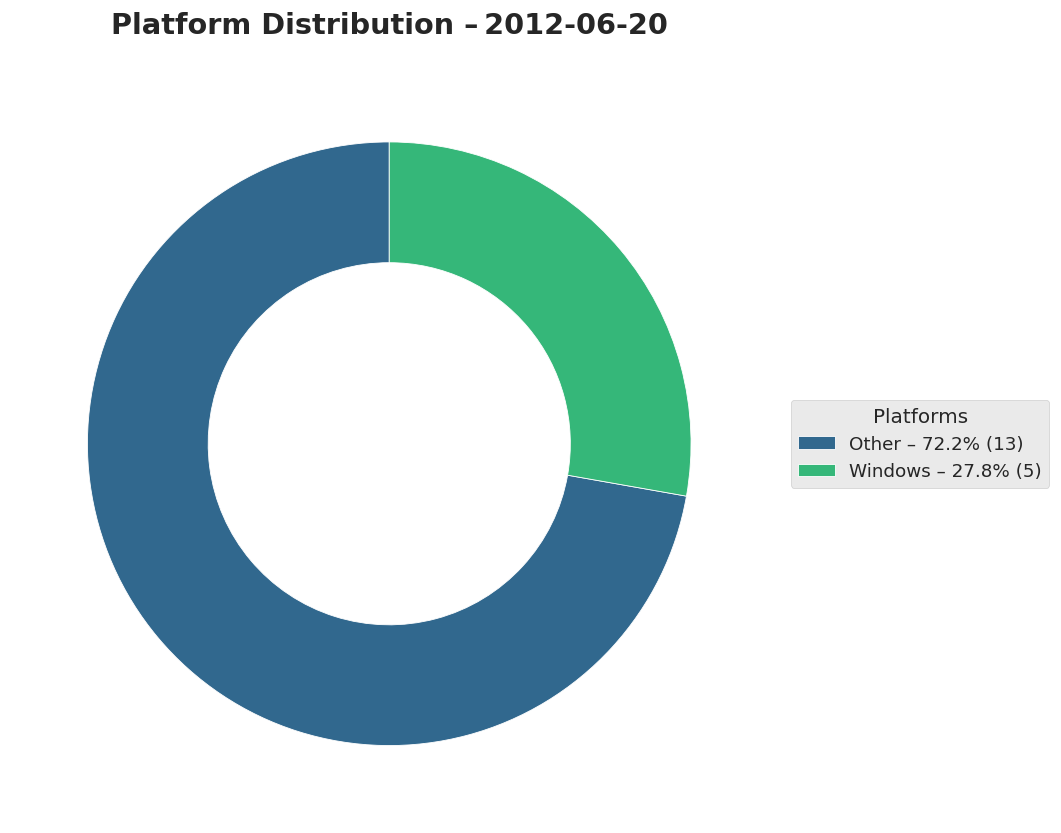 Platform Distribution – 2012-06-20
Platforms
Other – 72.2% (13)
Windows – 27.8% (5)